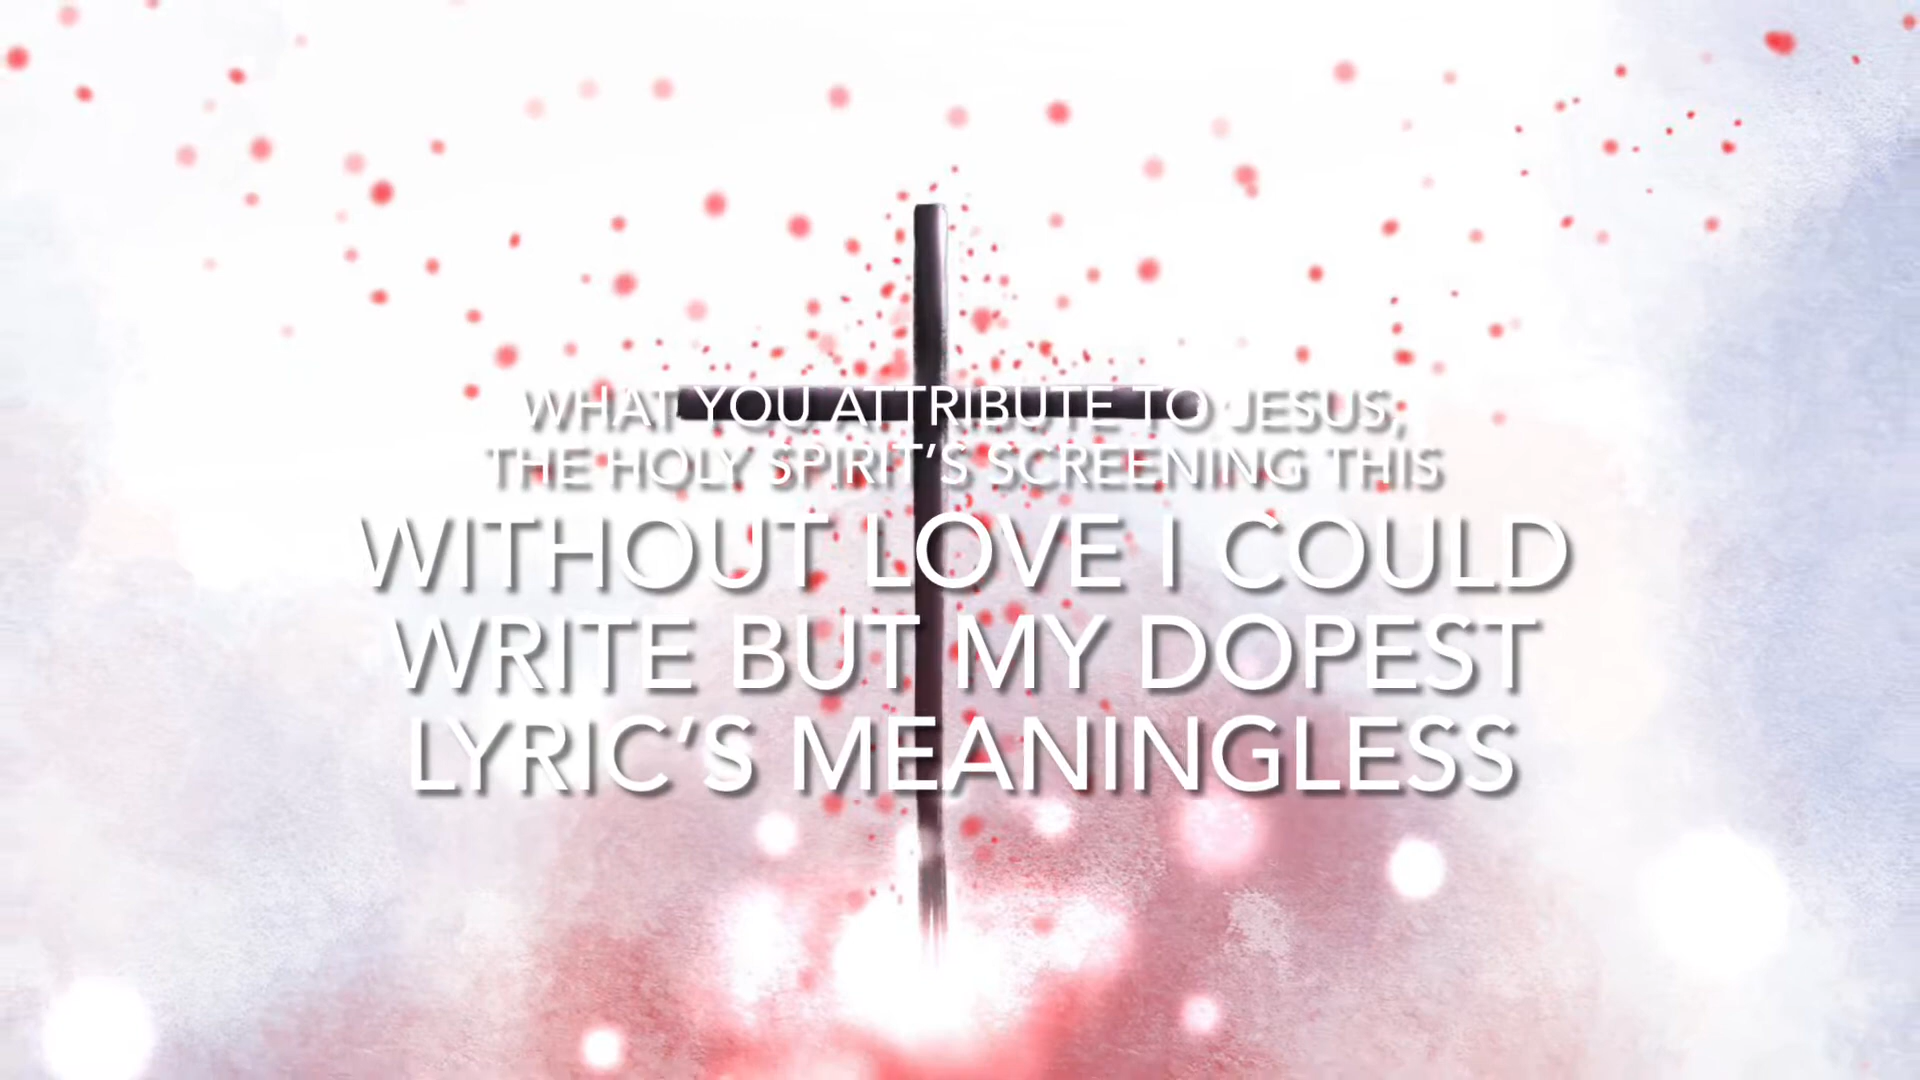 WHAT YOU ATTRIBUTE TO JESUS;
THE HOLY SPIRIT’S SCREENING THIS
WITHOUT LOVE I COULD
WRITE BUT MY DOPEST
LYRIC’S MEANINGLESS